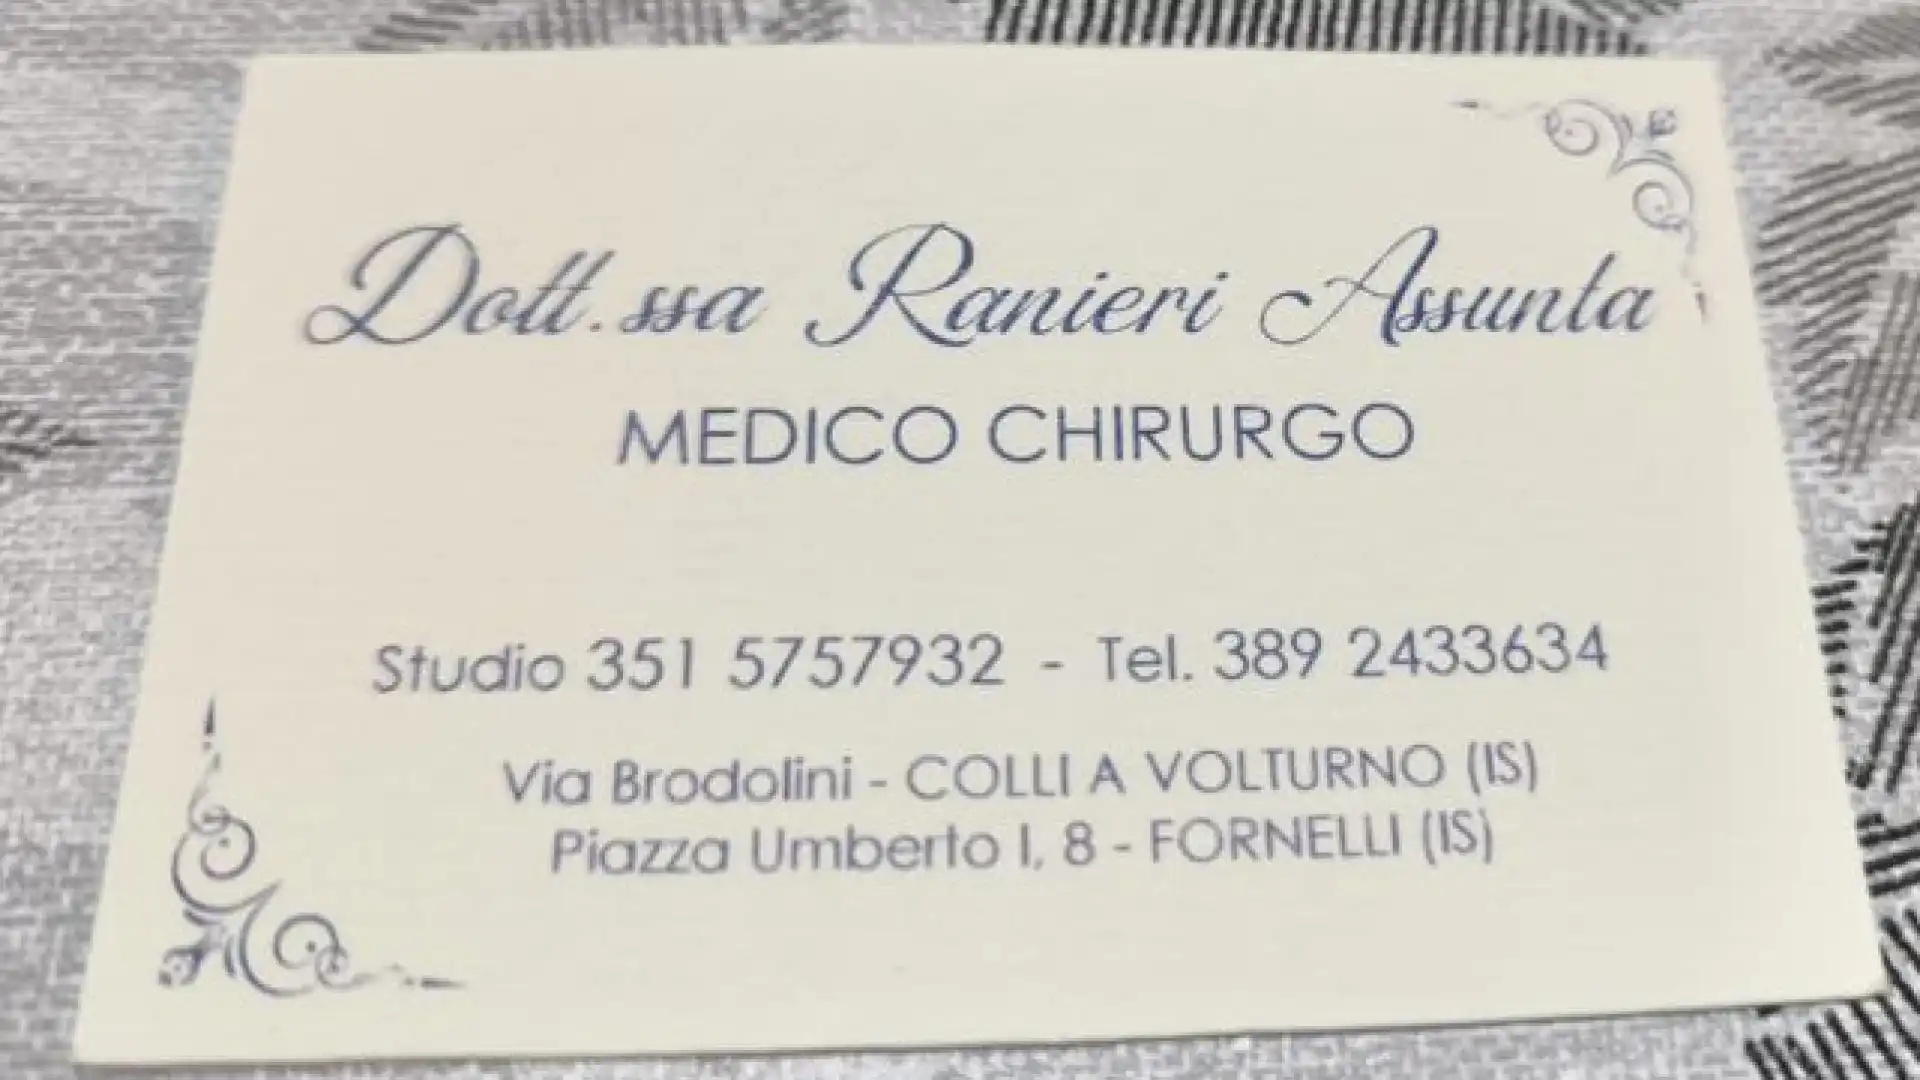 Dott.ssa Ranieri Assunta
MEDICO CHIRURGO
Studio 351 5757932 - Tel. 389 2433634
Via Brodolini - COLLI A VOLTURNO (IS)
Piazza Umberto I, 8 - FORNELLI (IS)